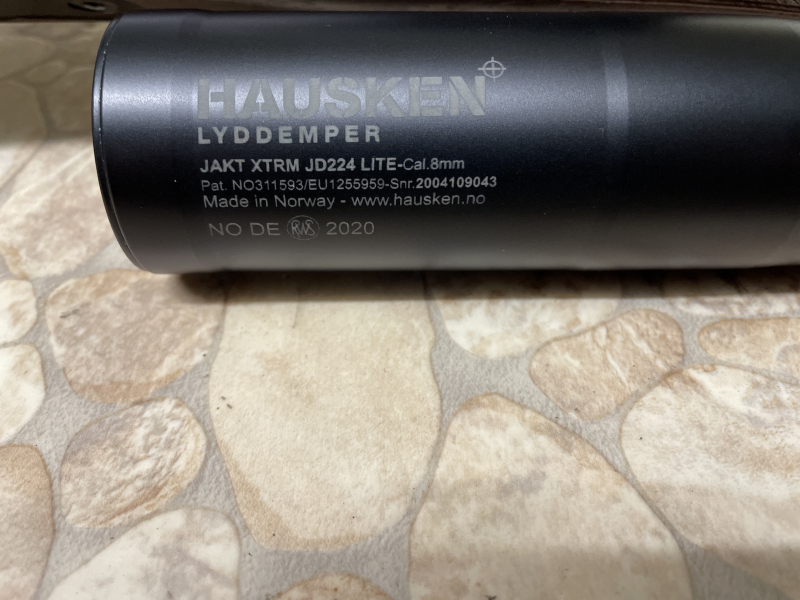 HAUSKEN
LYDDEMPER
JAKT XTRM JD224 LITE-Cal.8mm
Pat. NO311593/EU1255959-Snr.2004109043
Made in Norway - www.hausken.no
NO DE RWS 2020